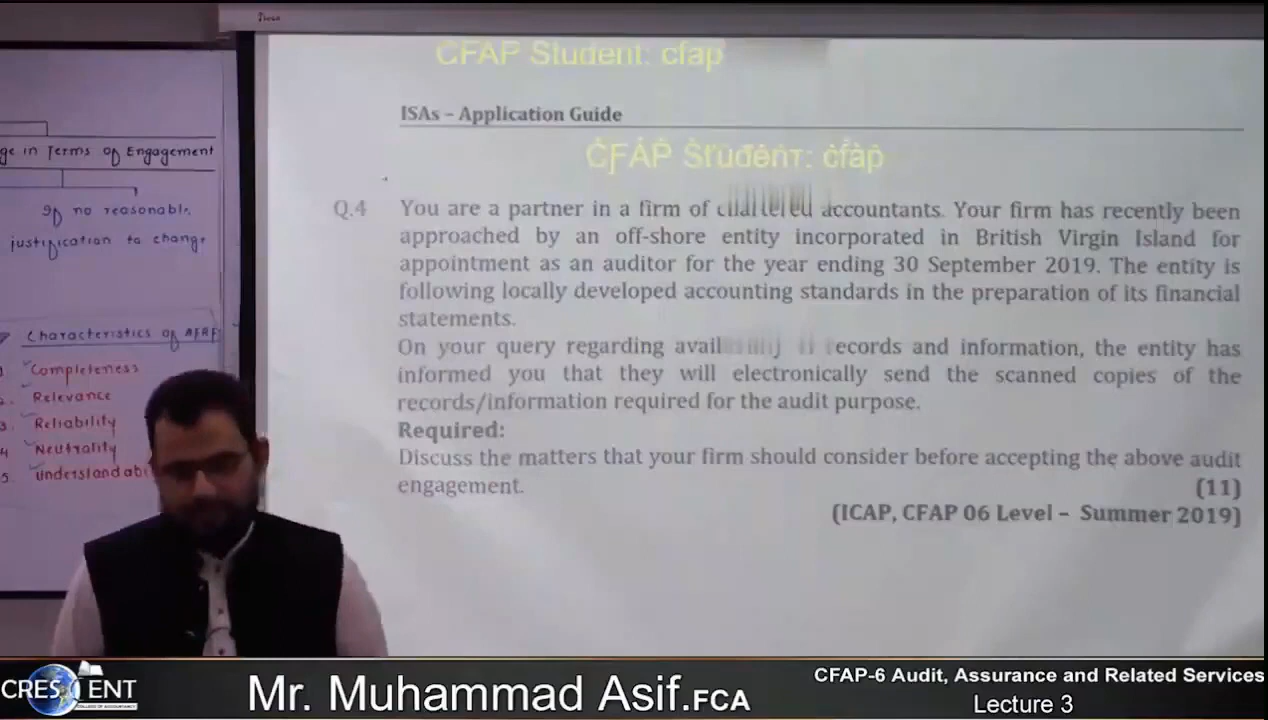 CFAP Student: cfap
ISAs – Application Guide
CFAP Student: cfap
ge in Terms of Engagement
If no reasonable
justification to change
Characteristics of AFRF
Completeness
2. Relevance
3. Reliability
4 Neutrality
5. Understandabi
Q.4 You are a partner in a firm of chartered accountants. Your firm has recently been
approached by an off-shore entity incorporated in British Virgin Island for
appointment as an auditor for the year ending 30 September 2019. The entity is
following locally developed accounting standards in the preparation of its financial
statements.
On your query regarding records and information, the entity has
informed you that they will electronically send the scanned copies of the
records/information required for the audit purpose.
Required:
Discuss the matters that your firm should consider before accepting the above audit
engagement. (11)
(ICAP, CFAP 06 Level – Summer 2019)
CRESCENT
Mr. Muhammad Asif.FCA
CFAP-6 Audit, Assurance and Related Services
Lecture 3